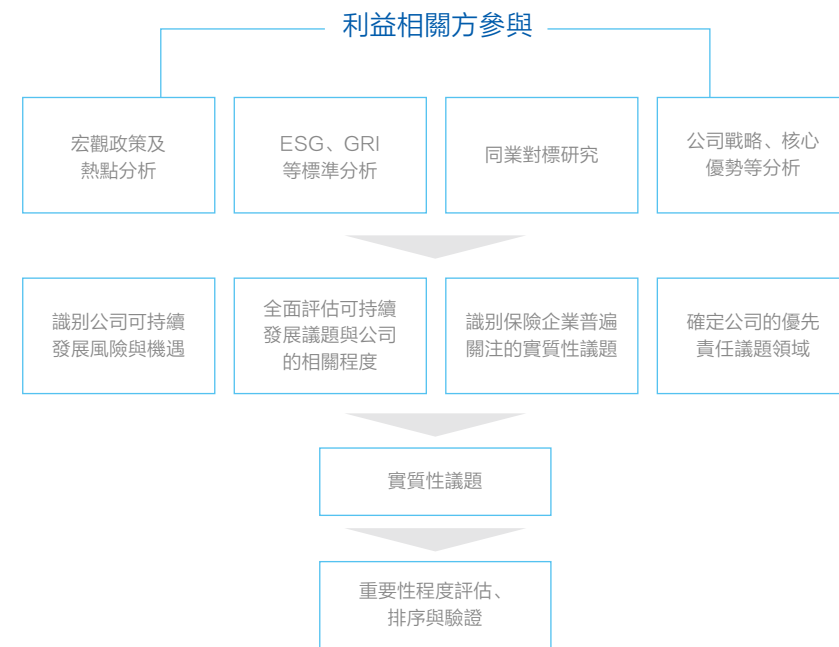 利益相關方參與
宏觀政策及
熱點分析
ESG、GRI
等標準分析
同業對標研究
公司戰略、核心
優勢等分析
識別公司可持續
發展風險與機遇
全面評估可持續
發展議題與公司
的相關程度
識別保險企業普遍
關注的實質性議題
確定公司的優先
責任議題領域
實質性議題
重要性程度評估、
排序與驗證